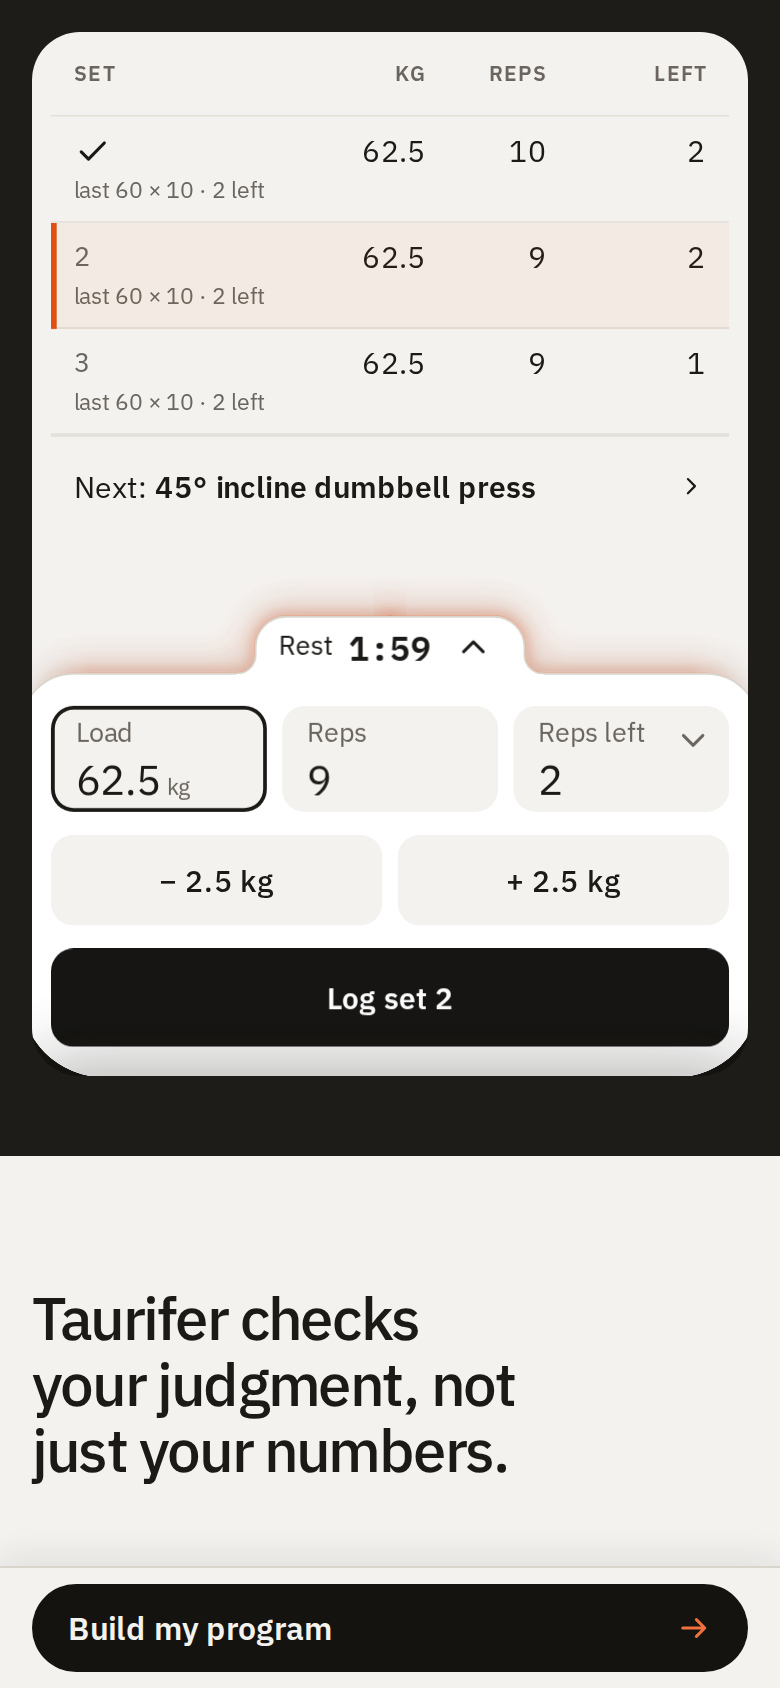 SET KG REPS LEFT
✓ 62.5 10 2
last 60 × 10 · 2 left
2 62.5 9 2
last 60 × 10 · 2 left
3 62.5 9 1
last 60 × 10 · 2 left
Next: 45° incline dumbbell press
Rest 1:59
Load Reps Reps left
62.5 kg 9 2
− 2.5 kg + 2.5 kg
Log set 2
Taurifer checks
your judgment, not
just your numbers.
Build my program